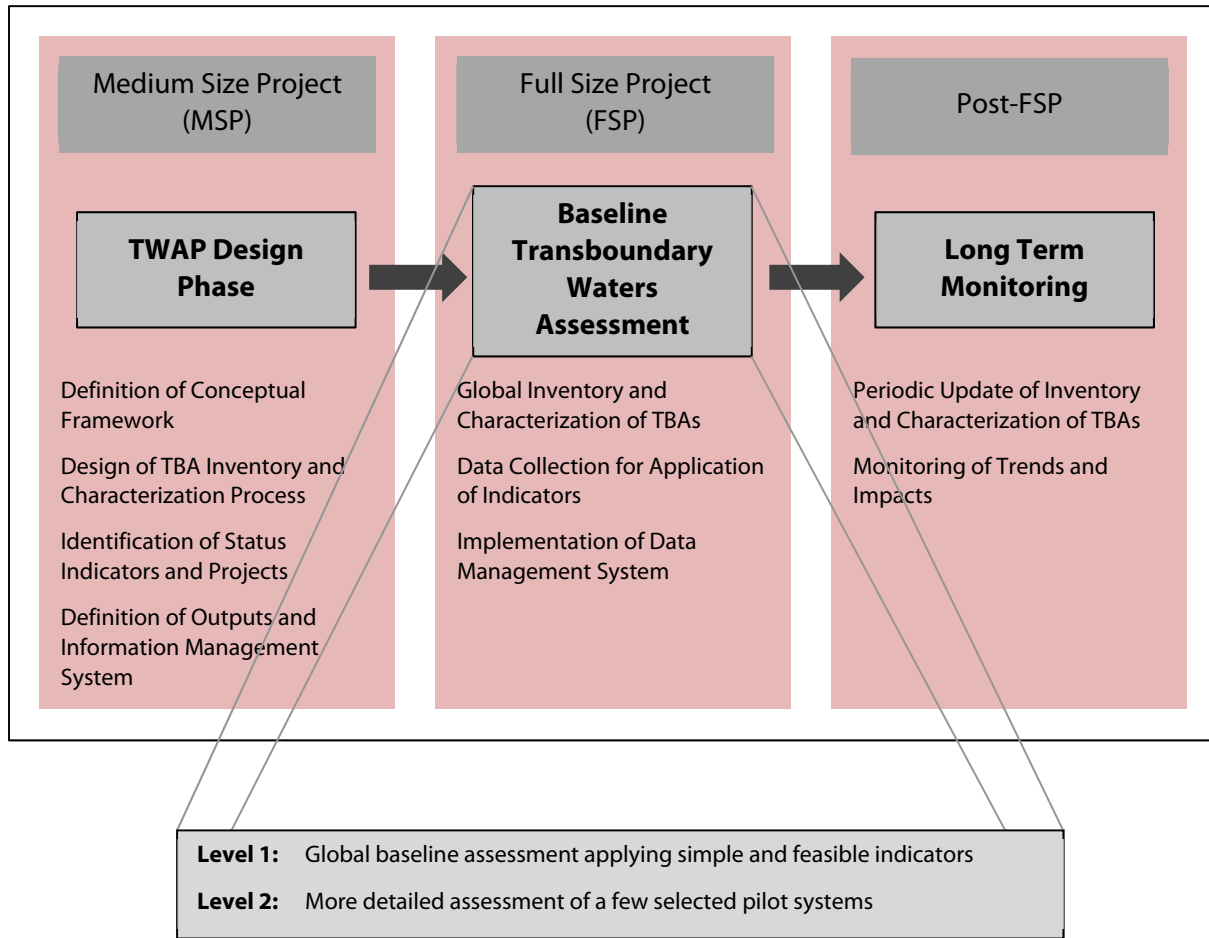 Medium Size Project
(MSP)
TWAP Design
Phase
Definition of Conceptual
Framework
Design of TBA Inventory and
Characterization Process
Identification of Status
Indicators and Projects
Definition of Outputs and
Information Management
System
Full Size Project
(FSP)
Baseline
Transboundary
Waters
Assessment
Global Inventory and
Characterization of TBAs
Data Collection for Application
of Indicators
Implementation of Data
Management System
Post-FSP
Long Term
Monitoring
Periodic Update of Inventory
and Characterization of TBAs
Monitoring of Trends and
Impacts
Level 1: Global baseline assessment applying simple and feasible indicators
Level 2: More detailed assessment of a few selected pilot systems